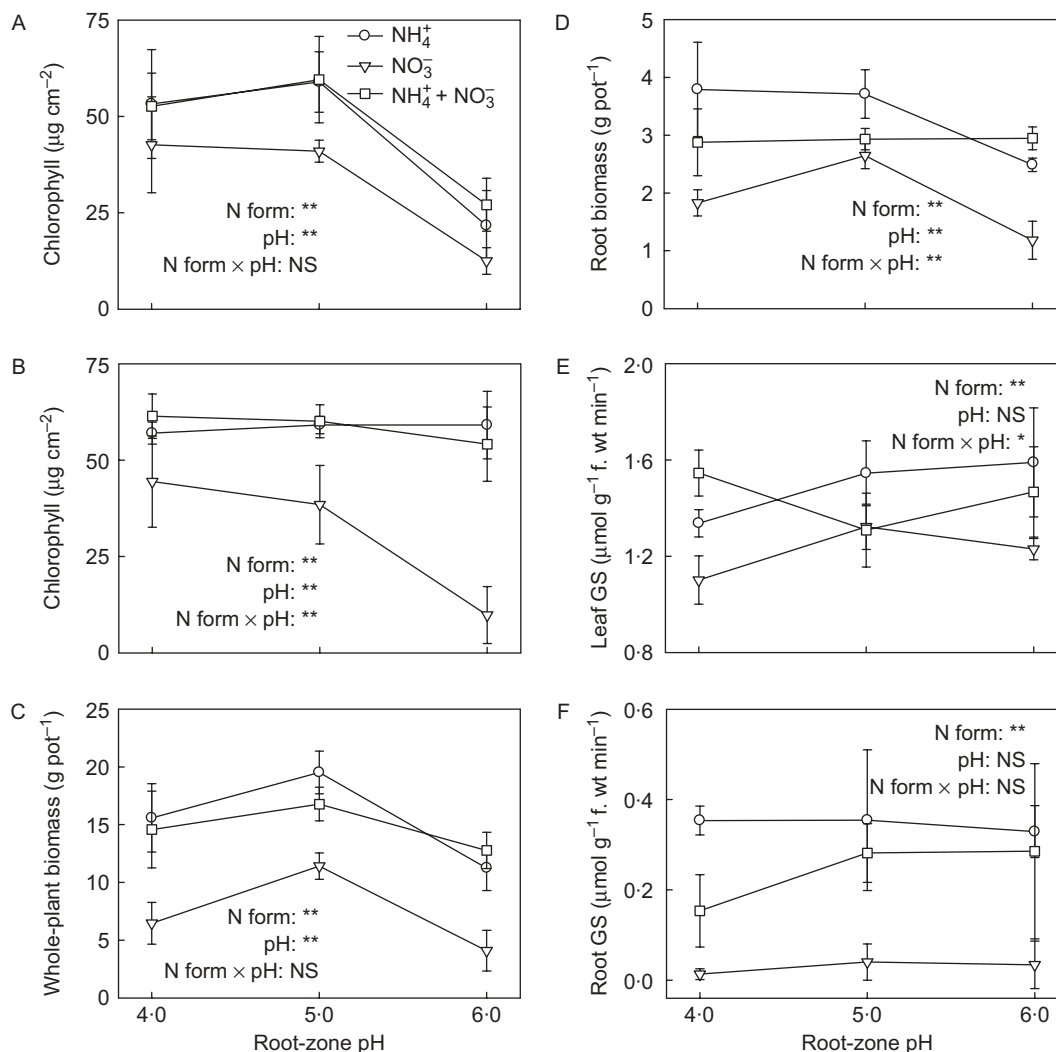 A
75
50
25
0
Chlorophyll (μg cm⁻²)
NH₄⁺
NO₃⁻
NH₄⁺ + NO₃⁻
N form: **
pH: **
N form × pH: NS
B
75
50
25
0
Chlorophyll (μg cm⁻²)
N form: **
pH: **
N form × pH: **
C
25
20
15
10
5
0
Whole-plant biomass (g pot⁻¹)
N form: **
pH: **
N form × pH: NS
4·0 5·0 6·0
Root-zone pH
D
5
4
3
2
1
0
Root biomass (g pot⁻¹)
N form: **
pH: **
N form × pH: **
E
2·0
1·6
1·2
0·8
Leaf GS (μmol g⁻¹ f. wt min⁻¹)
N form: **
pH: NS
N form × pH: *
F
0·6
0·4
0·2
0·0
Root GS (μmol g⁻¹ f. wt min⁻¹)
N form: **
pH: NS
N form × pH: NS
4·0 5·0 6·0
Root-zone pH